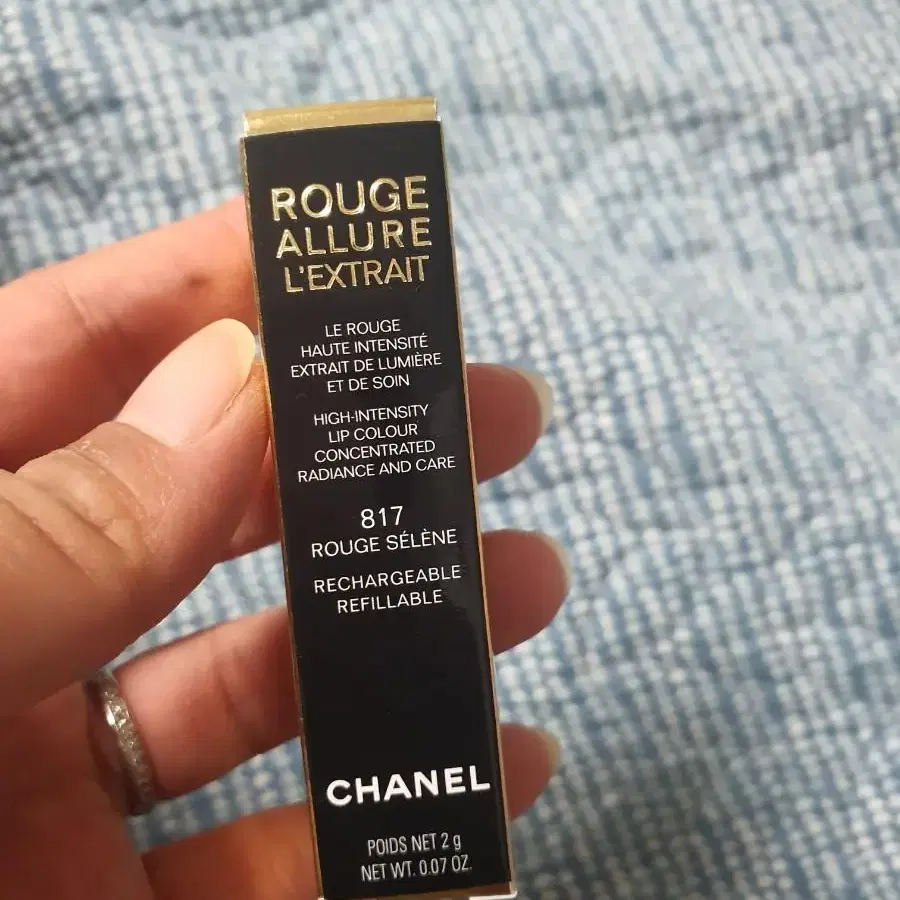 ROUGE
ALLURE
L'EXTRAIT
LE ROUGE
HAUTE INTENSITÉ
EXTRAIT DE LUMIÈRE
ET DE SOIN
HIGH-INTENSITY
LIP COLOUR
CONCENTRATED
RADIANCE AND CARE
817
ROUGE SÉLÈNE
RECHARGEABLE
REFILLABLE
CHANEL
POIDS NET 2 g
NET WT. 0.07 OZ.